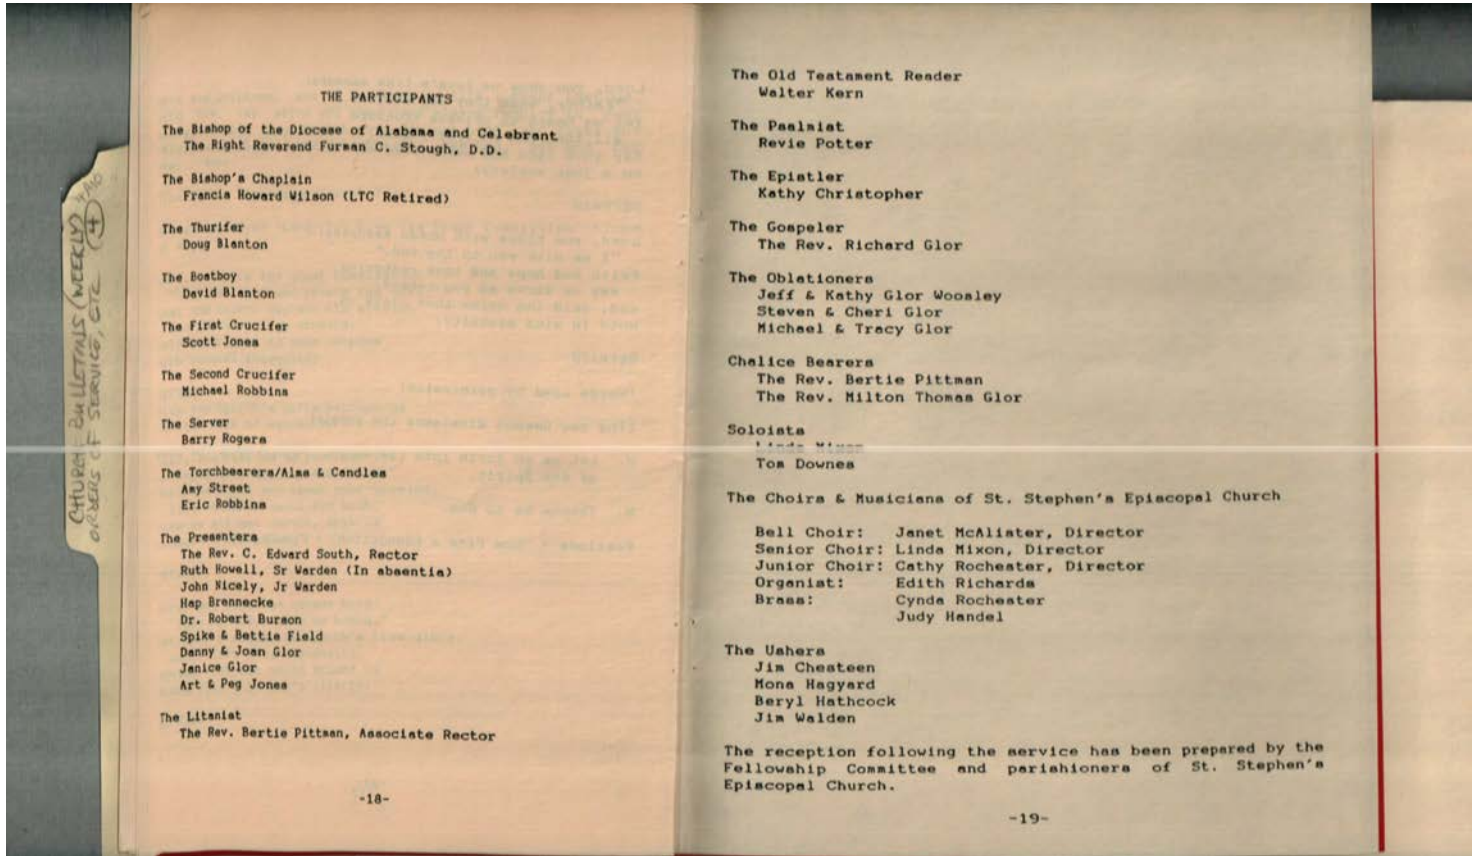 CHURCH BULLETINS (WEEKLY)
ORDERS OF SERVICE, ETC (4)
THE PARTICIPANTS
The Bishop of the Diocese of Alabama and Celebrant
The Right Reverend Furman C. Stough, D.D.
The Bishop's Chaplain
Francis Howard Wilson (LTC Retired)
The Thurifer
Doug Blanton
The Boatboy
David Blanton
The First Crucifer
Scott Jones
The Second Crucifer
Michael Robbins
The Server
Barry Rogers
The Torchbearers/Alms & Candles
Amy Street
Eric Robbins
The Presenters
The Rev. C. Edward South, Rector
Ruth Howell, Sr Warden (In absentia)
John Nicely, Jr Warden
Hap Brennecke
Dr. Robert Burson
Spike & Bettie Field
Danny & Joan Glor
Janice Glor
Art & Peg Jones
The Litanist
The Rev. Bertie Pittman, Associate Rector
-18-
The Old Testament Reader
Walter Kern
The Psalmist
Revie Potter
The Epistler
Kathy Christopher
The Gospeler
The Rev. Richard Glor
The Oblationers
Jeff & Kathy Glor Woosley
Steven & Cheri Glor
Michael & Tracy Glor
Chalice Bearers
The Rev. Bertie Pittman
The Rev. Milton Thomas Glor
Soloists
Linda Mixon
Tom Downes
The Choirs & Musicians of St. Stephen's Episcopal Church
Bell Choir: Janet McAlister, Director
Senior Choir: Linda Mixon, Director
Junior Choir: Cathy Rochester, Director
Organist: Edith Richards
Brass: Cynda Rochester
Judy Handel
The Ushers
Jim Chesteen
Mona Hagyard
Beryl Hathcock
Jim Walden
The reception following the service has been prepared by the
Fellowship Committee and parishioners of St. Stephen's
Episcopal Church.
-19-